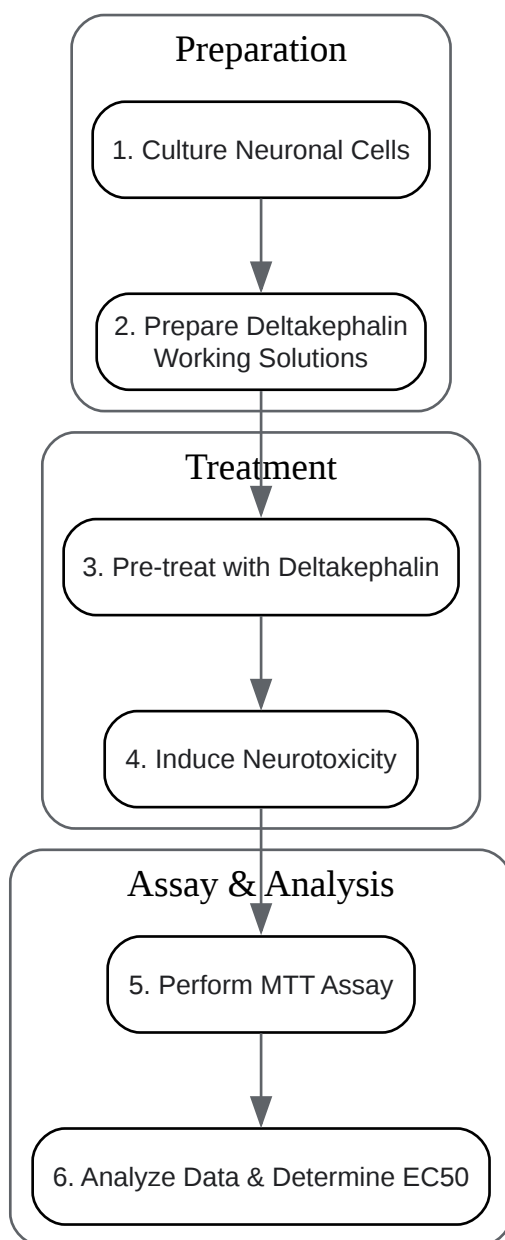 Preparation
1. Culture Neuronal Cells
2. Prepare Deltakephalin
Working Solutions
Treatment
3. Pre-treat with Deltakephalin
4. Induce Neurotoxicity
Assay & Analysis
5. Perform MTT Assay
6. Analyze Data & Determine EC50